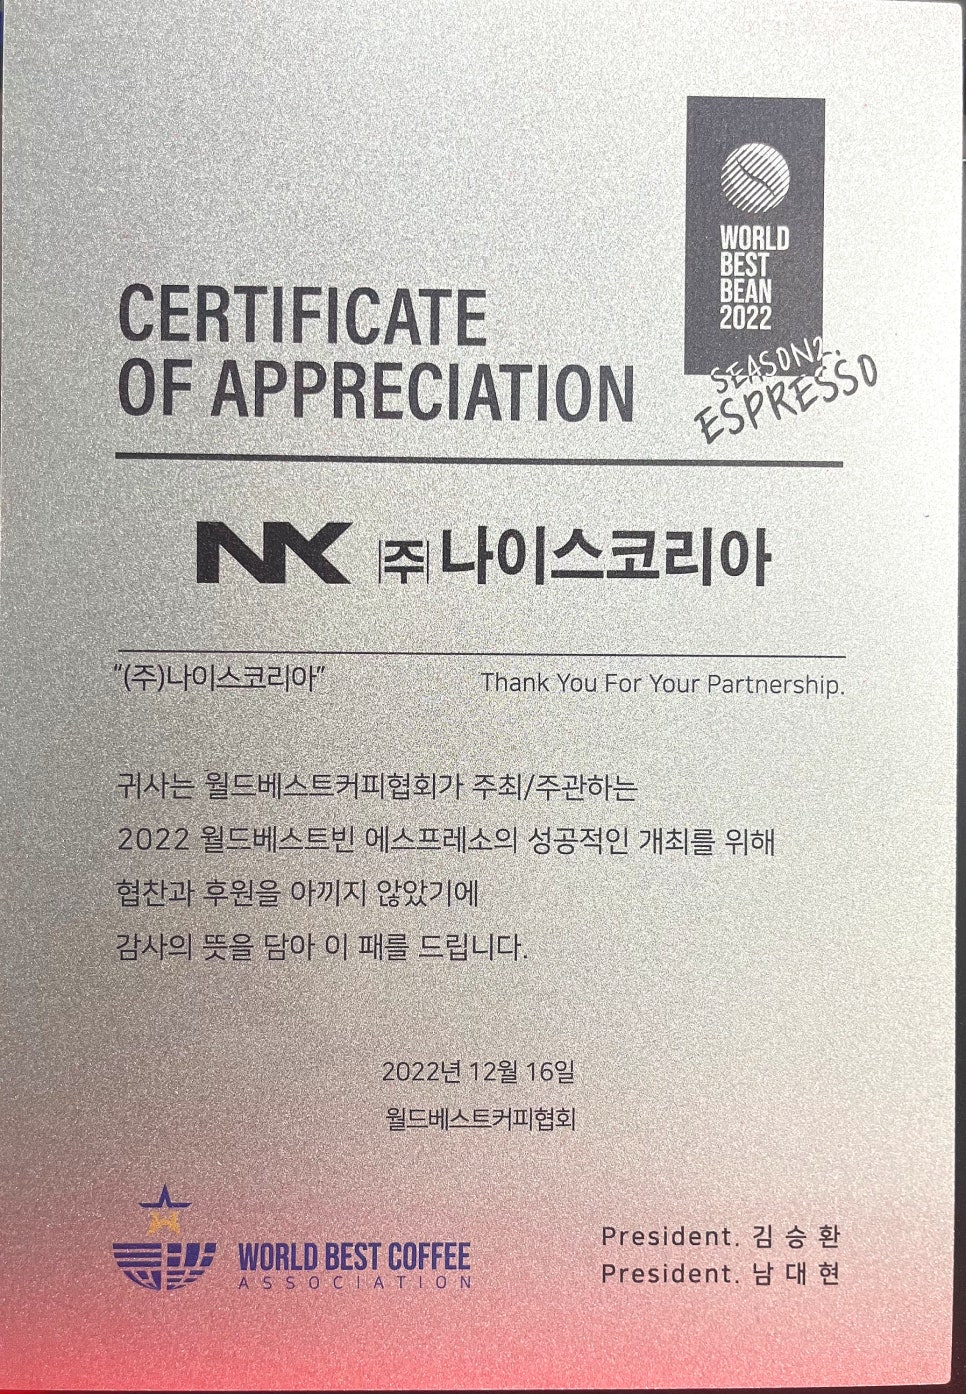 WORLD
BEST
BEAN
2022
SEASON2.
ESPRESSO
CERTIFICATE
OF APPRECIATION
NK (주)나이스코리아
"(주)나이스코리아" Thank You For Your Partnership.
귀사는 월드베스트커피협회가 주최/주관하는
2022 월드베스트빈 에스프레소의 성공적인 개최를 위해
협찬과 후원을 아끼지 않았기에
감사의 뜻을 담아 이 패를 드립니다.
2022년 12월 16일
월드베스트커피협회
WORLD BEST COFFEE
ASSOCIATION
President. 김 승 환
President. 남 대 현